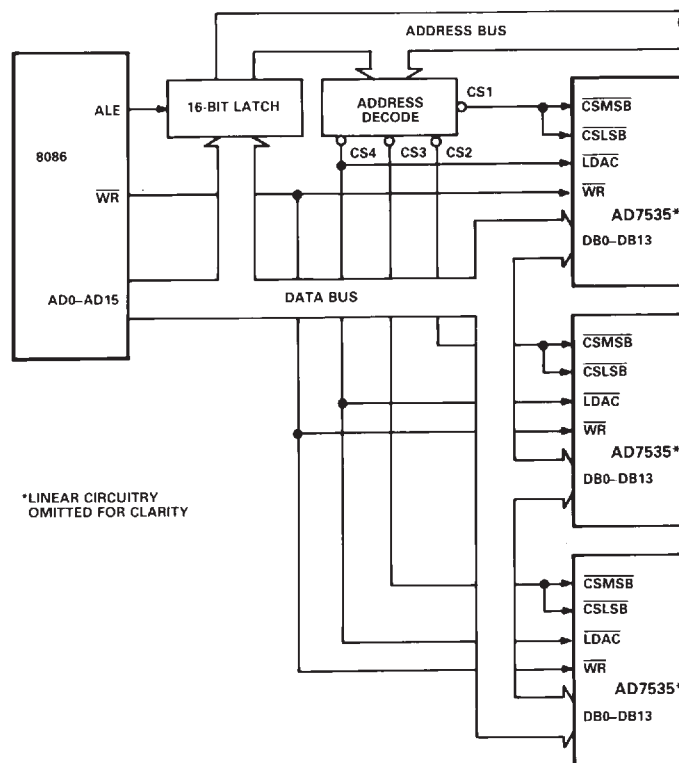 ADDRESS BUS
8086
ALE
WR
AD0–AD15
16-BIT LATCH
ADDRESS
DECODE
CS1
CS4
CS3
CS2
DATA BUS
CSMSB
CSLSB
LDAC
WR
AD7535*
DB0–DB13
CSMSB
CSLSB
LDAC
WR
AD7535*
DB0–DB13
CSMSB
CSLSB
LDAC
WR
AD7535*
DB0–DB13
*LINEAR CIRCUITRY
OMITTED FOR CLARITY